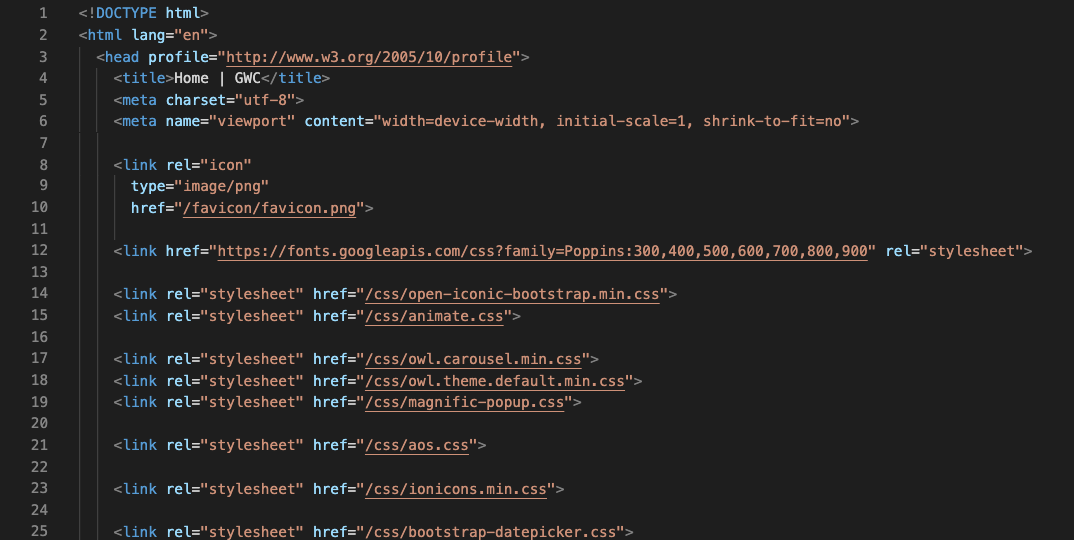 1 <!DOCTYPE html>
2 <html lang="en">
3 <head profile="http://www.w3.org/2005/10/profile">
4 <title>Home | GWC</title>
5 <meta charset="utf-8">
6 <meta name="viewport" content="width=device-width, initial-scale=1, shrink-to-fit=no">
7
8 <link rel="icon"
9 type="image/png"
10 href="/favicon/favicon.png">
11
12 <link href="https://fonts.googleapis.com/css?family=Poppins:300,400,500,600,700,800,900" rel="stylesheet">
13
14 <link rel="stylesheet" href="/css/open-iconic-bootstrap.min.css">
15 <link rel="stylesheet" href="/css/animate.css">
16
17 <link rel="stylesheet" href="/css/owl.carousel.min.css">
18 <link rel="stylesheet" href="/css/owl.theme.default.min.css">
19 <link rel="stylesheet" href="/css/magnific-popup.css">
20
21 <link rel="stylesheet" href="/css/aos.css">
22
23 <link rel="stylesheet" href="/css/ionicons.min.css">
24
25 <link rel="stylesheet" href="/css/bootstrap-datepicker.css">